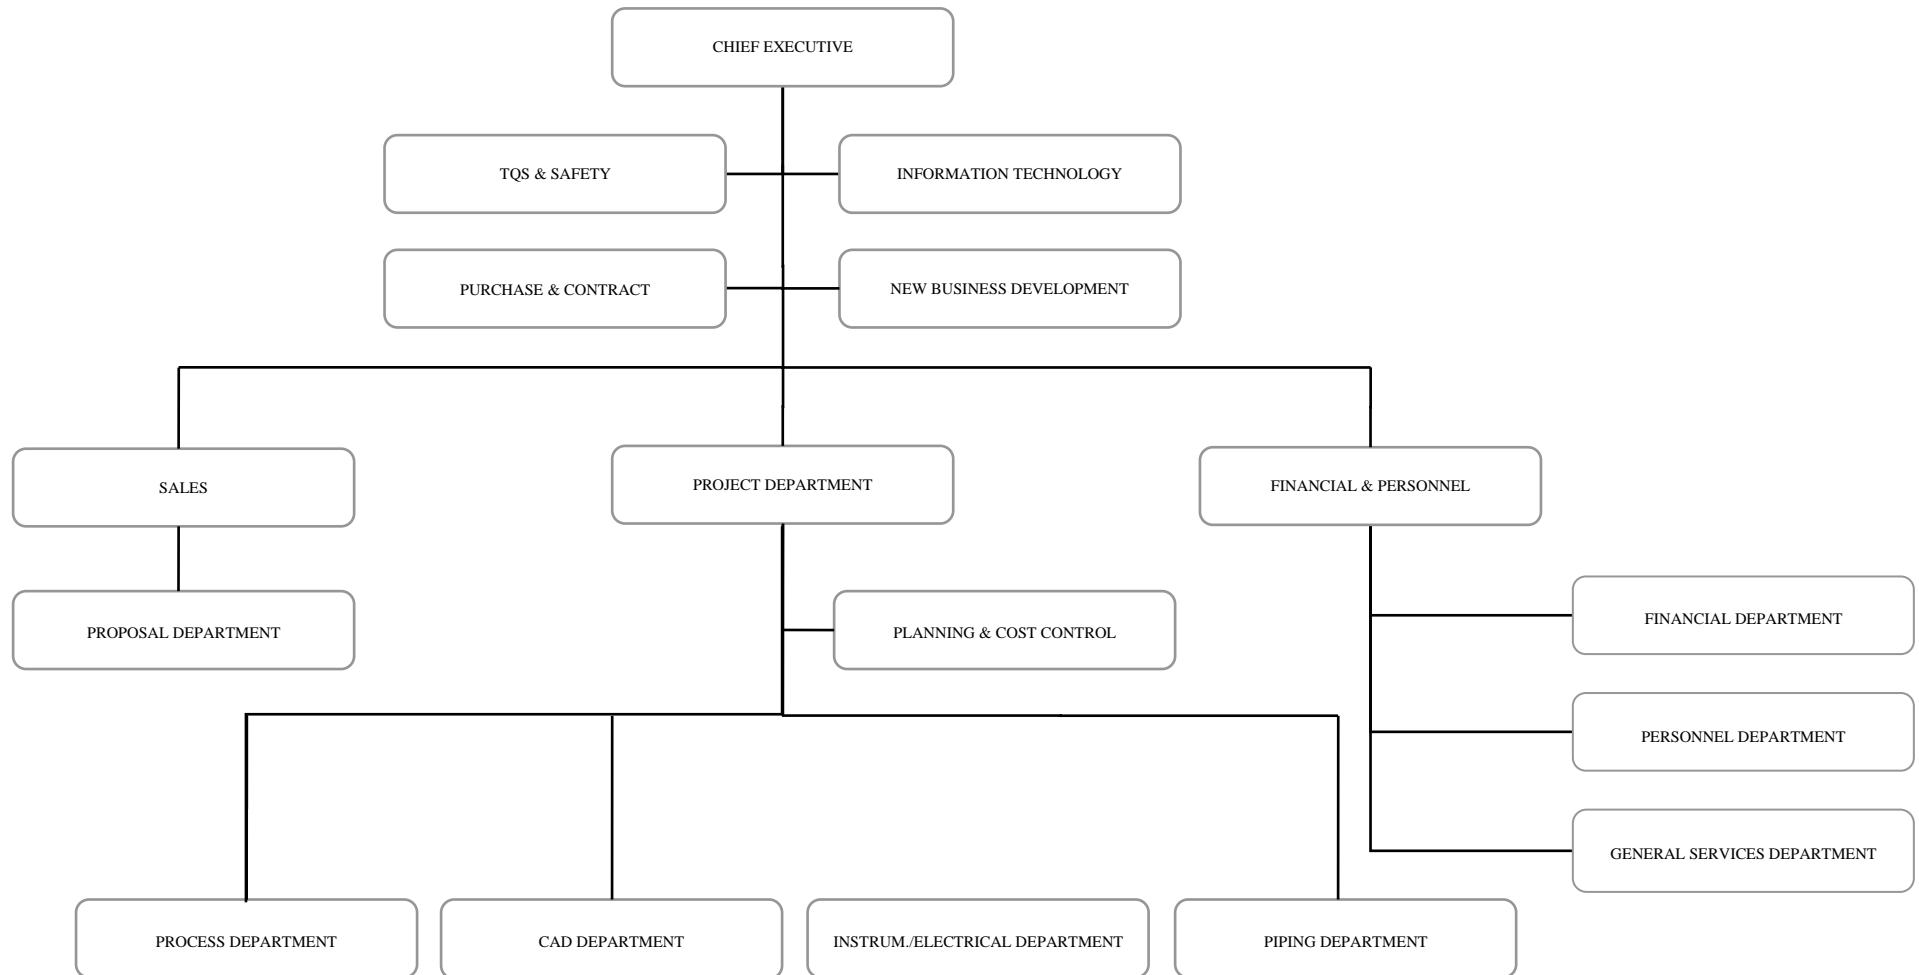 CHIEF EXECUTIVE
TQS & SAFETY
INFORMATION TECHNOLOGY
PURCHASE & CONTRACT
NEW BUSINESS DEVELOPMENT
SALES
PROJECT DEPARTMENT
FINANCIAL & PERSONNEL
PROPOSAL DEPARTMENT
PLANNING & COST CONTROL
FINANCIAL DEPARTMENT
PERSONNEL DEPARTMENT
GENERAL SERVICES DEPARTMENT
PROCESS DEPARTMENT
CAD DEPARTMENT
INSTRUM./ELECTRICAL DEPARTMENT
PIPING DEPARTMENT